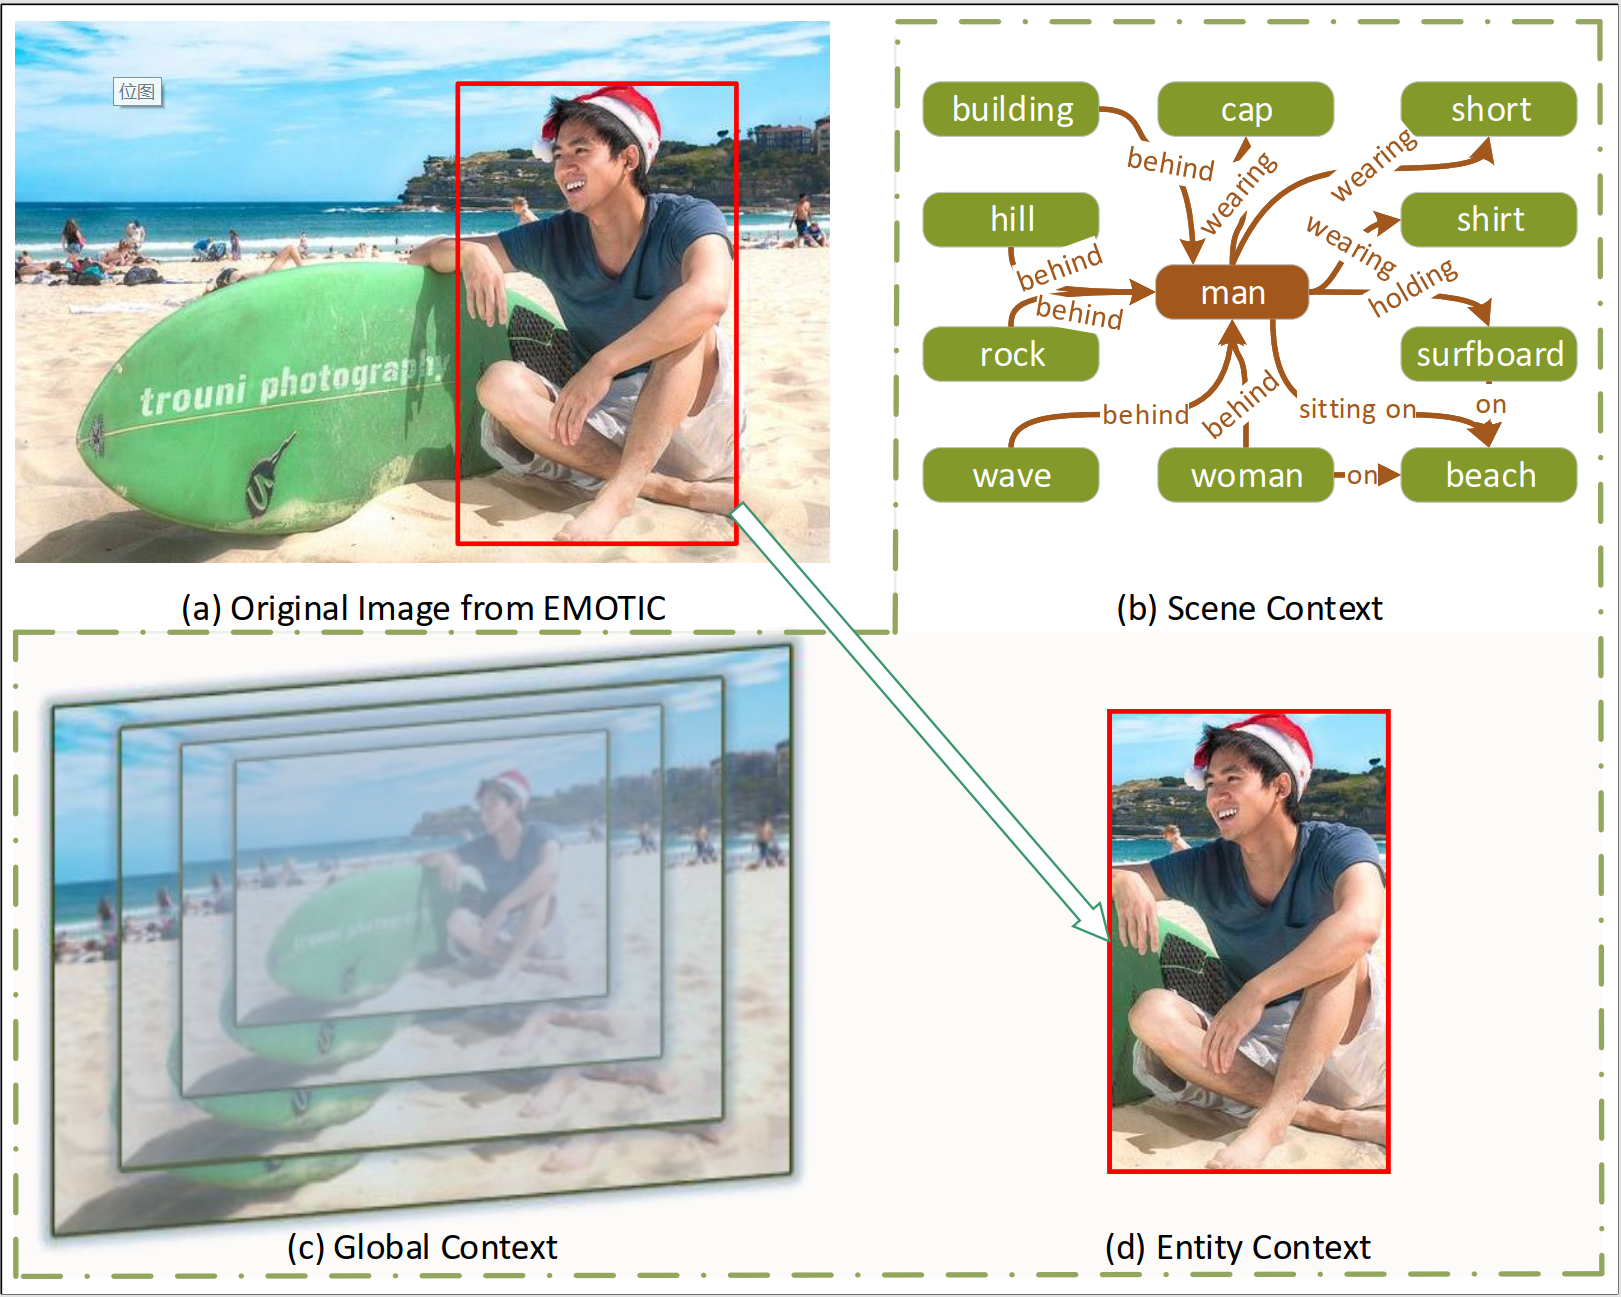 位图
trouni photography
(a) Original Image from EMOTIC
building
cap
short
behind
wearing
wearing
hill
shirt
behind
wearing
man
holding
behind
rock
surfboard
behind
behind
sitting on
on
wave
woman
on
beach
(b) Scene Context
trouni photography
(c) Global Context
(d) Entity Context